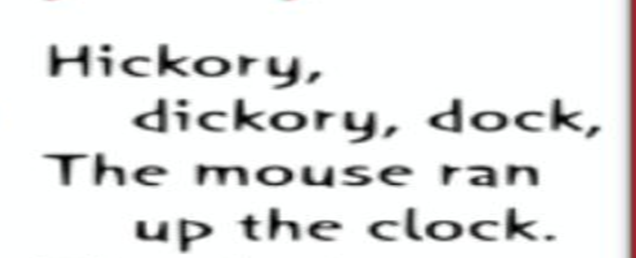 Hickory,
dickory, dock,
The mouse ran
up the clock.